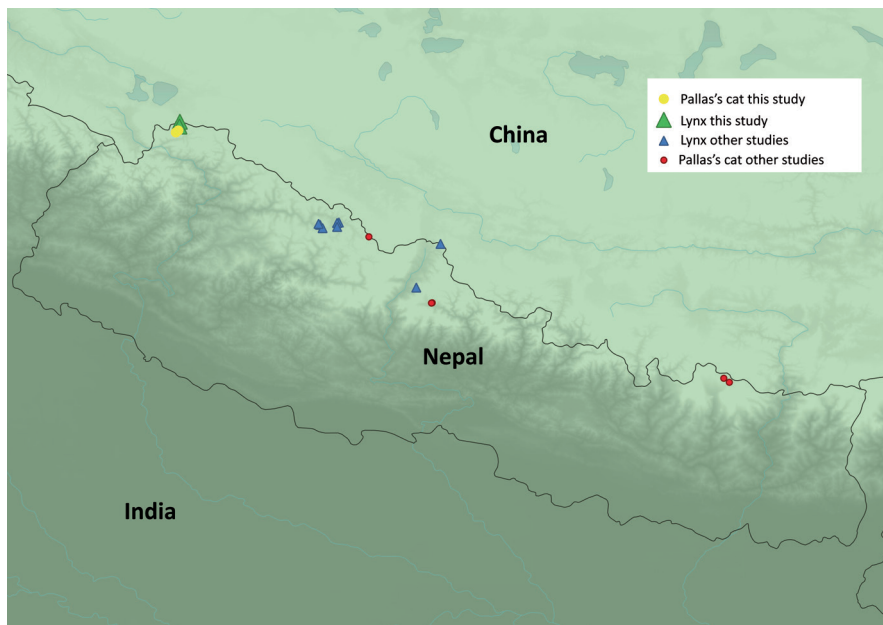 China
Pallas's cat this study
Lynx this study
Lynx other studies
Pallas's cat other studies
Nepal
India